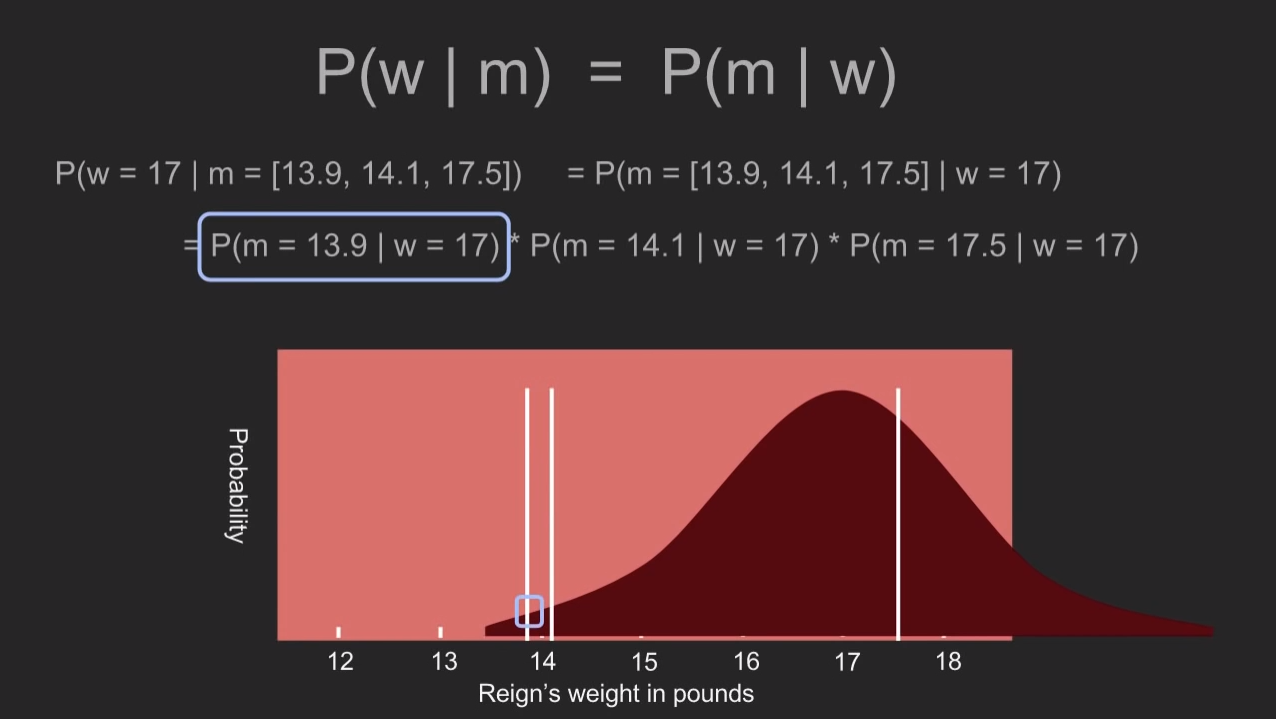 P(w | m) = P(m | w)
P(w = 17 | m = [13.9, 14.1, 17.5]) = P(m = [13.9, 14.1, 17.5] | w = 17)
= P(m = 13.9 | w = 17) * P(m = 14.1 | w = 17) * P(m = 17.5 | w = 17)
Probability
12 13 14 15 16 17 18
Reign's weight in pounds